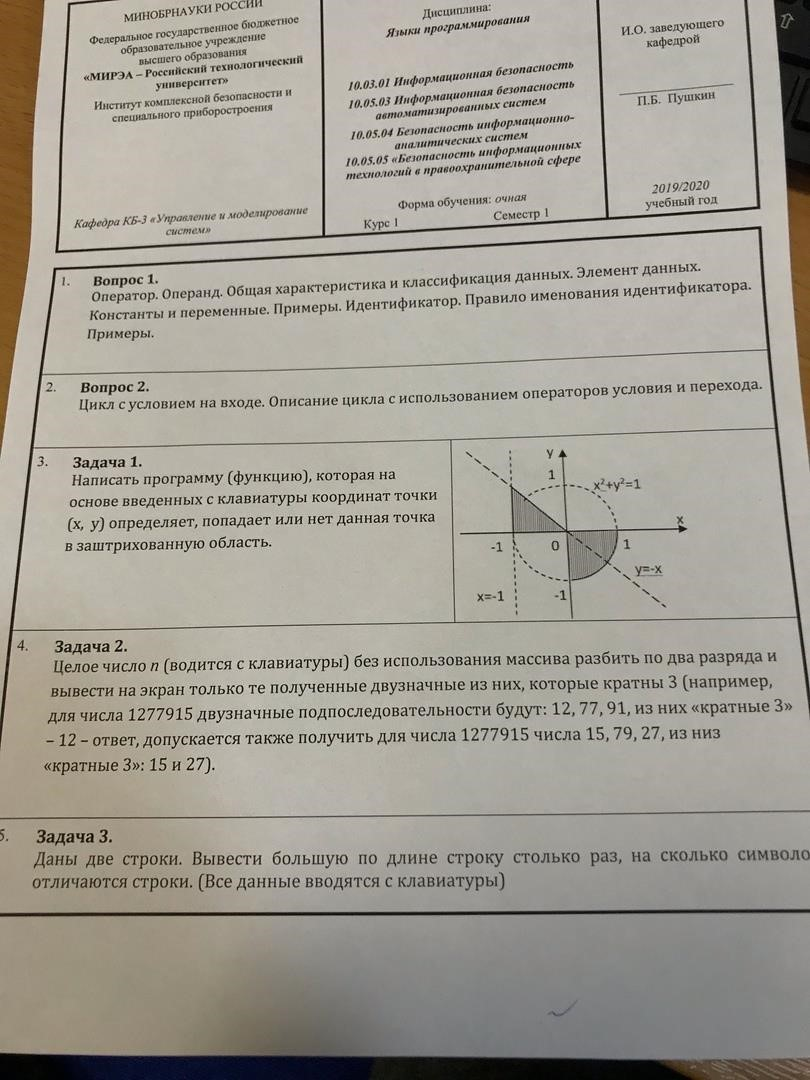 МИНОБРНАУКИ РОССИИ
Федеральное государственное бюджетное
образовательное учреждение
высшего образования
«МИРЭА – Российский технологический
университет»
Институт комплексной безопасности и
специального приборостроения
Кафедра КБ-3 «Управление и моделирование
систем»
Дисциплина:
Языки программирования
10.03.01 Информационная безопасность
10.05.03 Информационная безопасность
автоматизированных систем
10.05.04 Безопасность информационно-
аналитических систем
10.05.05 «Безопасность информационных
технологий в правоохранительной сфере
Форма обучения: очная
Курс 1 Семестр 1
И.О. заведующего
кафедрой
П.Б. Пушкин
2019/2020
учебный год
1. Вопрос 1.
Оператор. Операнд. Общая характеристика и классификация данных. Элемент данных.
Константы и переменные. Примеры. Идентификатор. Правило именования идентификатора.
Примеры.
2. Вопрос 2.
Цикл с условием на входе. Описание цикла с использованием операторов условия и перехода.
3. Задача 1.
Написать программу (функцию), которая на
основе введенных с клавиатуры координат точки
(x, y) определяет, попадает или нет данная точка
в заштрихованную область.
y
1
x²+y²=1
x
-1 0 1
y=-x
x=-1 -1
4. Задача 2.
Целое число n (водится с клавиатуры) без использования массива разбить по два разряда и
вывести на экран только те полученные двузначные из них, которые кратны 3 (например,
для числа 1277915 двузначные подпоследовательности будут: 12, 77, 91, из них «кратные 3»
– 12 – ответ, допускается также получить для числа 1277915 числа 15, 79, 27, из низ
«кратные 3»: 15 и 27).
5. Задача 3.
Даны две строки. Вывести большую по длине строку столько раз, на сколько символо
отличаются строки. (Все данные вводятся с клавиатуры)